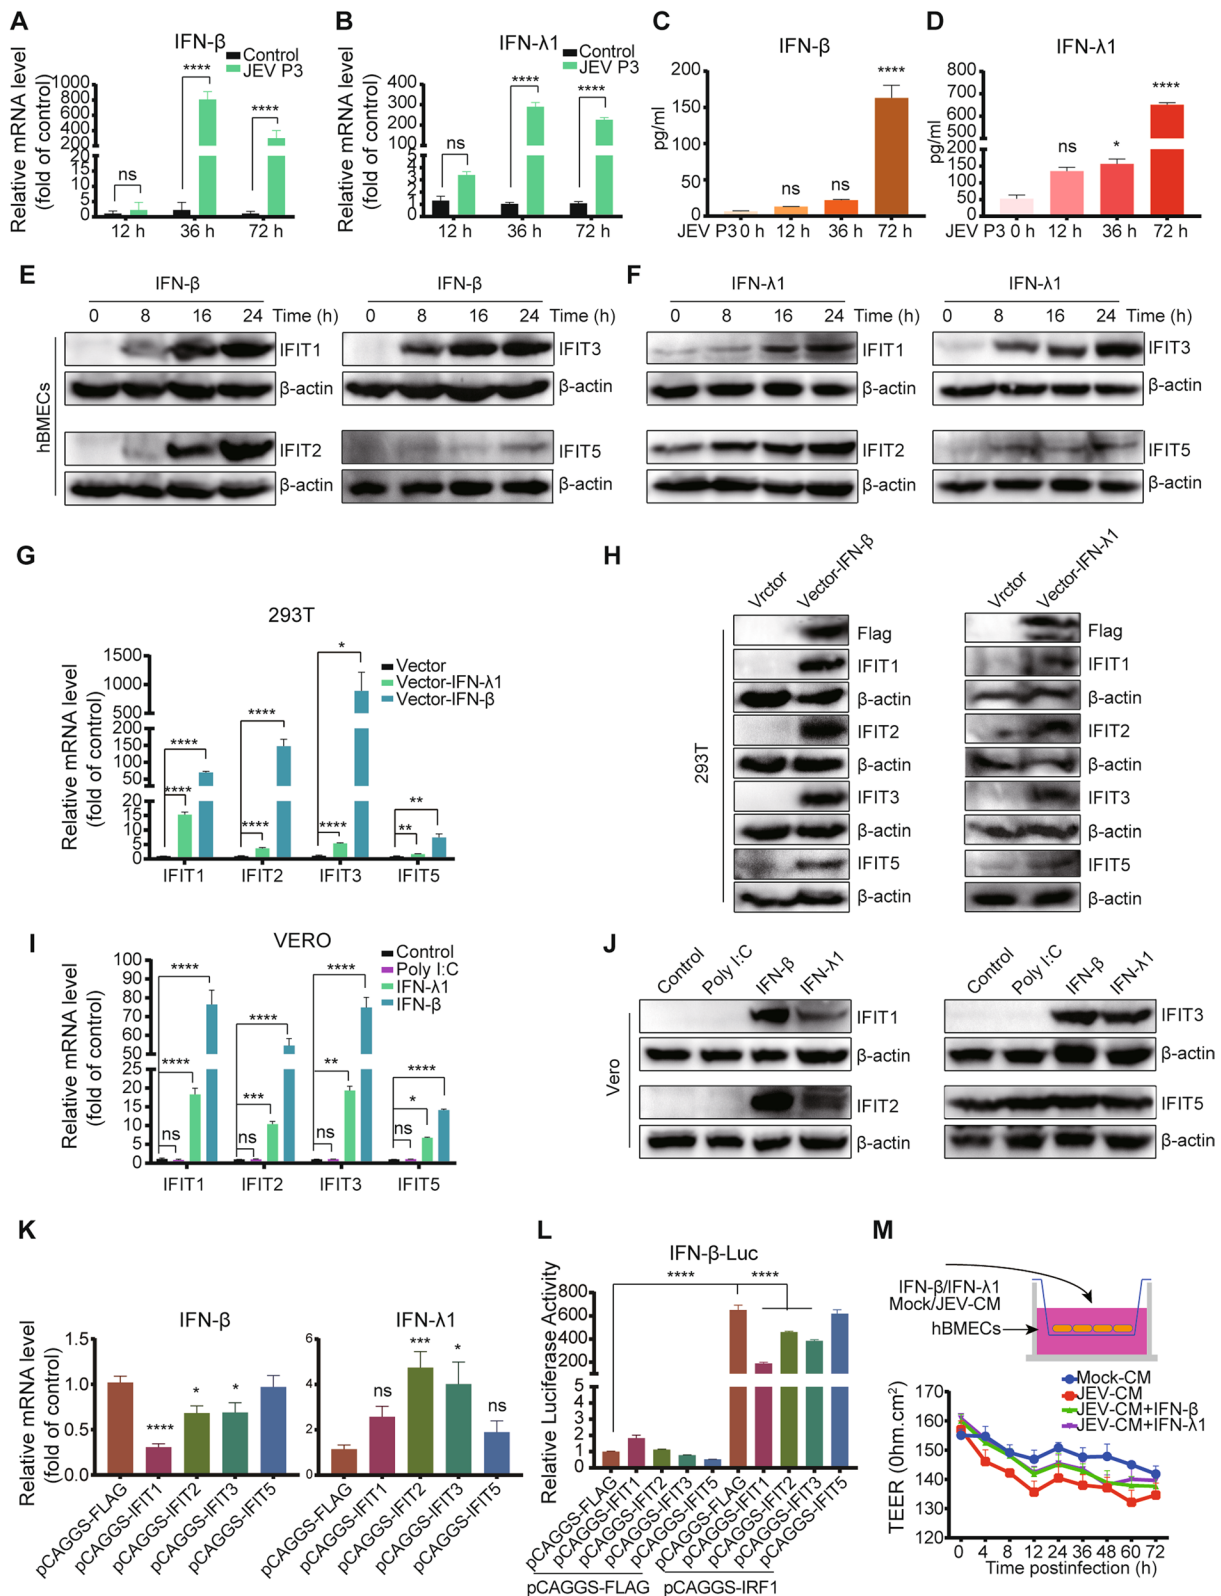 A
IFN-β
Control
JEV P3
Relative mRNA level
(fold of control)
1000
800
600
400
200
20
15
10
5
0
ns
****
****
12 h
36 h
72 h
B
IFN-λ1
Control
JEV P3
Relative mRNA level
(fold of control)
400
300
200
100
5
4
3
2
1
0
ns
****
****
12 h
36 h
72 h
C
IFN-β
pg/ml
200
150
100
50
0
ns
ns
****
JEV P3 0 h
12 h
36 h
72 h
D
IFN-λ1
pg/ml
800
700
600
500
200
150
100
50
0
ns
*
****
JEV P3 0 h
12 h
36 h
72 h
E
IFN-β
0 8 16 24 Time (h)
IFIT1
β-actin
IFIT2
β-actin
hBMECs
IFN-β
0 8 16 24 Time (h)
IFIT3
β-actin
IFIT5
β-actin
F
IFN-λ1
0 8 16 24 Time (h)
IFIT1
β-actin
IFIT2
β-actin
IFN-λ1
0 8 16 24 Time (h)
IFIT3
β-actin
IFIT5
β-actin
G
293T
Vector
Vector-IFN-λ1
Vector-IFN-β
Relative mRNA level
(fold of control)
1500
1000
500
200
150
100
50
20
15
10
5
0
****
****
****
****
*
****
**
**
IFIT1
IFIT2
IFIT3
IFIT5
H
Vrctor
Vector-IFN-β
Flag
IFIT1
β-actin
IFIT2
β-actin
IFIT3
β-actin
IFIT5
β-actin
293T
Vrctor
Vector-IFN-λ1
Flag
IFIT1
β-actin
IFIT2
β-actin
IFIT3
β-actin
IFIT5
β-actin
I
VERO
Control
Poly I:C
IFN-λ1
IFN-β
Relative mRNA level
(fold of control)
100
90
80
70
60
50
25
20
15
10
5
0
****
****
ns
****
***
ns
****
**
ns
****
*
ns
IFIT1
IFIT2
IFIT3
IFIT5
J
Control
Poly I:C
IFN-β
IFN-λ1
IFIT1
β-actin
IFIT2
β-actin
Vero
Control
Poly I:C
IFN-β
IFN-λ1
IFIT3
β-actin
IFIT5
β-actin
K
IFN-β
Relative mRNA level
(fold of control)
1.5
1.0
0.5
0.0
****
*
*
pCAGGS-FLAG
pCAGGS-IFIT1
pCAGGS-IFIT2
pCAGGS-IFIT3
pCAGGS-IFIT5
IFN-λ1
6
4
2
0
ns
***
*
ns
pCAGGS-FLAG
pCAGGS-IFIT1
pCAGGS-IFIT2
pCAGGS-IFIT3
pCAGGS-IFIT5
L
IFN-β-Luc
Relative Luciferase Activity
800
600
400
200
5
4
3
2
1
0
****
****
pCAGGS-FLAG
pCAGGS-IFIT1
pCAGGS-IFIT2
pCAGGS-IFIT3
pCAGGS-IFIT5
pCAGGS-FLAG
pCAGGS-IFIT1
pCAGGS-IFIT2
pCAGGS-IFIT3
pCAGGS-IFIT5
pCAGGS-FLAG
pCAGGS-IRF1
M
IFN-β/IFN-λ1
Mock/JEV-CM
hBMECs
Mock-CM
JEV-CM
JEV-CM+IFN-β
JEV-CM+IFN-λ1
TEER (0hm.cm²)
170
160
150
140
130
120
0 4 8 12 24 36 48 60 72
Time postinfection (h)